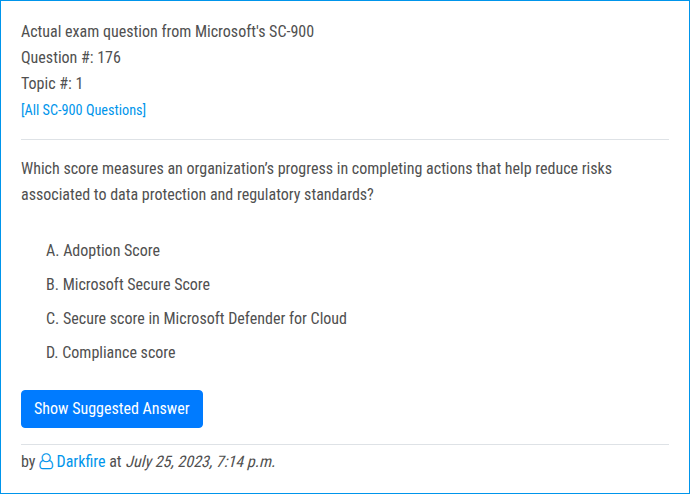 Actual exam question from Microsoft's SC-900
Question #: 176
Topic #: 1
[All SC-900 Questions]
Which score measures an organization's progress in completing actions that help reduce risks
associated to data protection and regulatory standards?
A. Adoption Score
B. Microsoft Secure Score
C. Secure score in Microsoft Defender for Cloud
D. Compliance score
Show Suggested Answer
by Darkfire at July 25, 2023, 7:14 p.m.